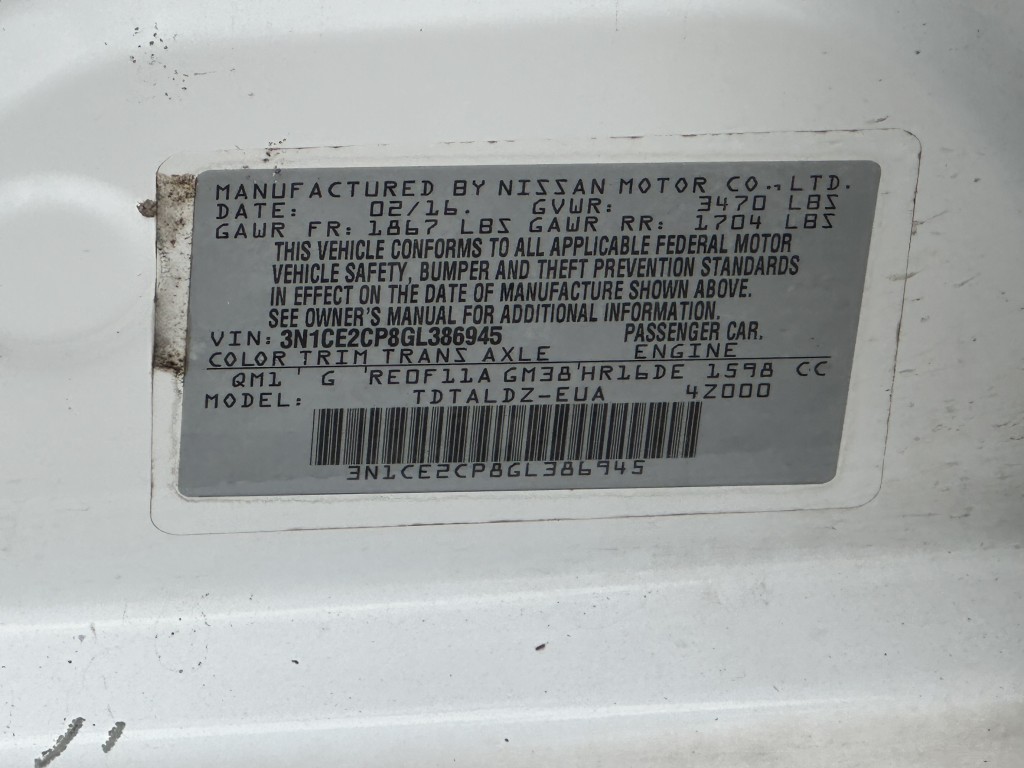 MANUFACTURED BY NISSAN MOTOR CO., LTD.
DATE: 02/16. GVWR: 3470 LBS
GAWR FR: 1867 LBS GAWR RR: 1704 LBS
THIS VEHICLE CONFORMS TO ALL APPLICABLE FEDERAL MOTOR
VEHICLE SAFETY, BUMPER AND THEFT PREVENTION STANDARDS
IN EFFECT ON THE DATE OF MANUFACTURE SHOWN ABOVE.
SEE OWNER'S MANUAL FOR ADDITIONAL INFORMATION.
VIN: 3N1CE2CP8GL386945 PASSENGER CAR.
COLOR TRIM TRANS AXLE ENGINE
QM1 G RE0F11A GM38 HR16DE 1598 CC
MODEL: TDTALDZ-EUA 4Z000
3N1CE2CP8GL386945